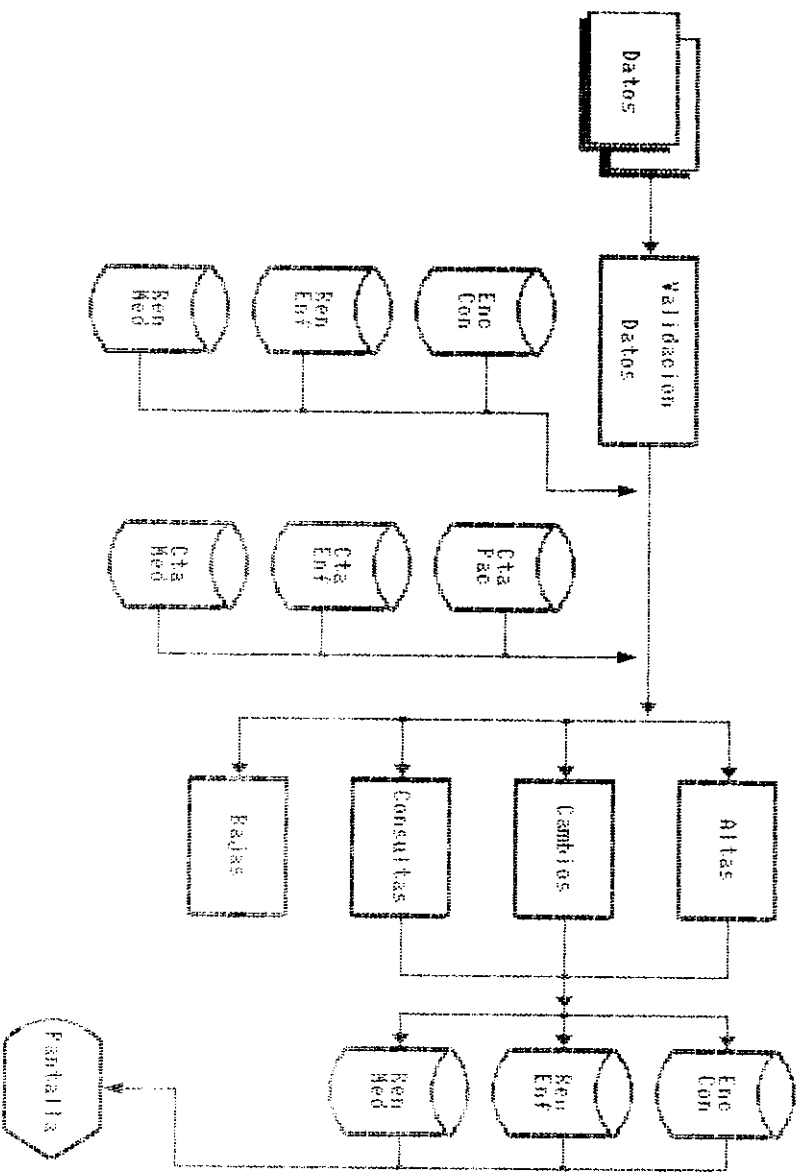 Datos
Validacion
Datos
Enc
Con
Ren
Enf
Ren
Med
Cta
Pac
Cta
Enf
Cta
Med
Altas
Cambios
Consultas
Bajas
Enc
Con
Ren
Enf
Ren
Med
Pantalla